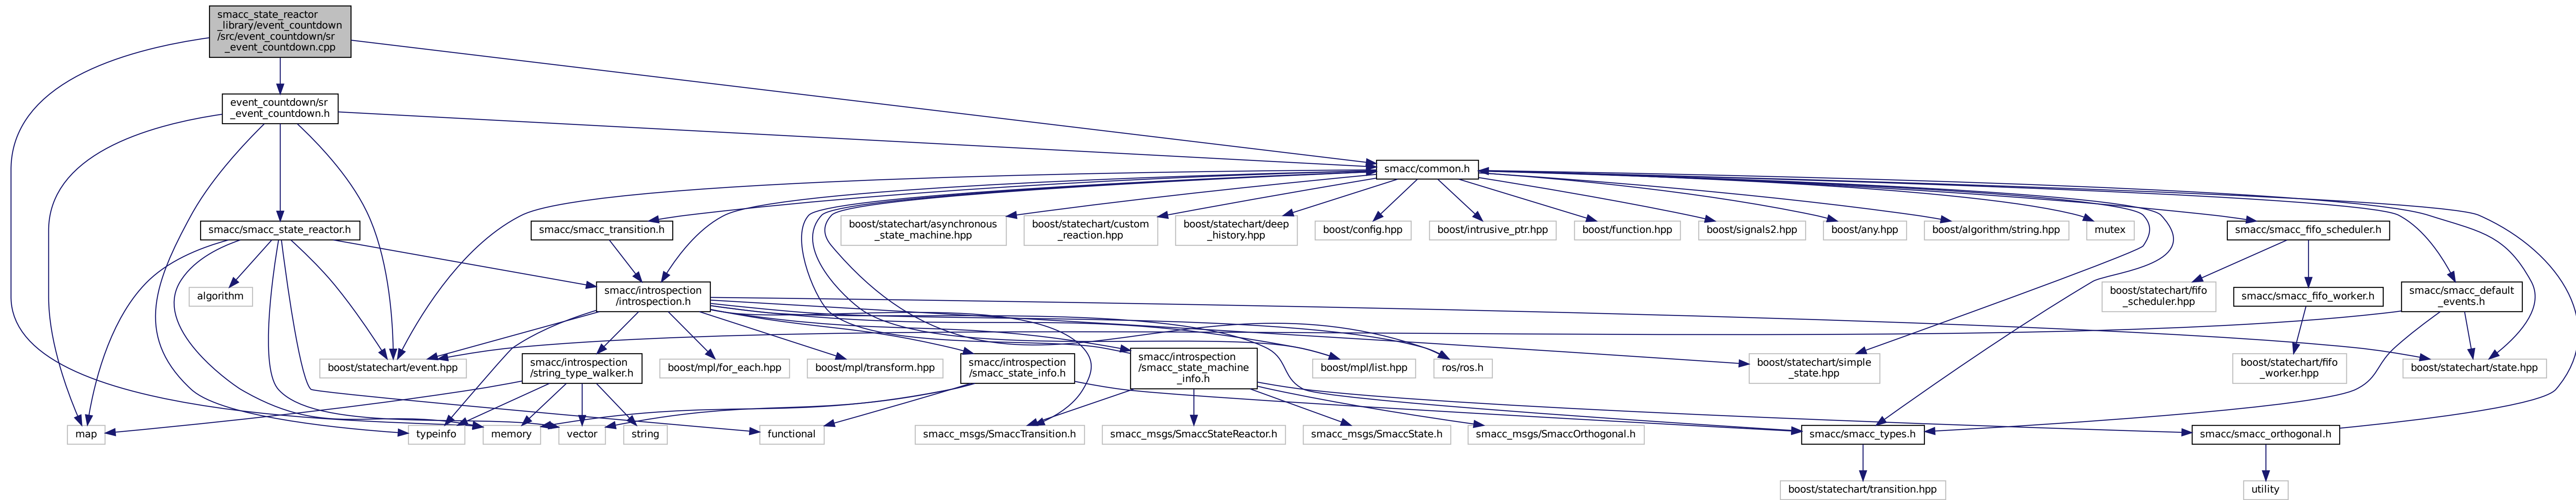 smacc_state_reactor
_library/event_countdown
/src/event_countdown/sr
_event_countdown.cpp
event_countdown/sr
_event_countdown.h
smacc/common.h
smacc/smacc_state_reactor.h
smacc/smacc_transition.h
boost/statechart/asynchronous
_state_machine.hpp
boost/statechart/custom
_reaction.hpp
boost/statechart/deep
_history.hpp
boost/config.hpp
boost/intrusive_ptr.hpp
boost/function.hpp
boost/signals2.hpp
boost/any.hpp
boost/algorithm/string.hpp
mutex
smacc/smacc_fifo_scheduler.h
algorithm
smacc/introspection
/introspection.h
boost/statechart/fifo
_scheduler.hpp
smacc/smacc_fifo_worker.h
smacc/smacc_default
_events.h
boost/statechart/event.hpp
smacc/introspection
/string_type_walker.h
boost/mpl/for_each.hpp
boost/mpl/transform.hpp
smacc/introspection
/smacc_state_info.h
smacc/introspection
/smacc_state_machine
_info.h
boost/mpl/list.hpp
ros/ros.h
boost/statechart/simple
_state.hpp
boost/statechart/fifo
_worker.hpp
boost/statechart/state.hpp
map
typeinfo
memory
vector
string
functional
smacc_msgs/SmaccTransition.h
smacc_msgs/SmaccStateReactor.h
smacc_msgs/SmaccState.h
smacc_msgs/SmaccOrthogonal.h
smacc/smacc_types.h
smacc/smacc_orthogonal.h
boost/statechart/transition.hpp
utility